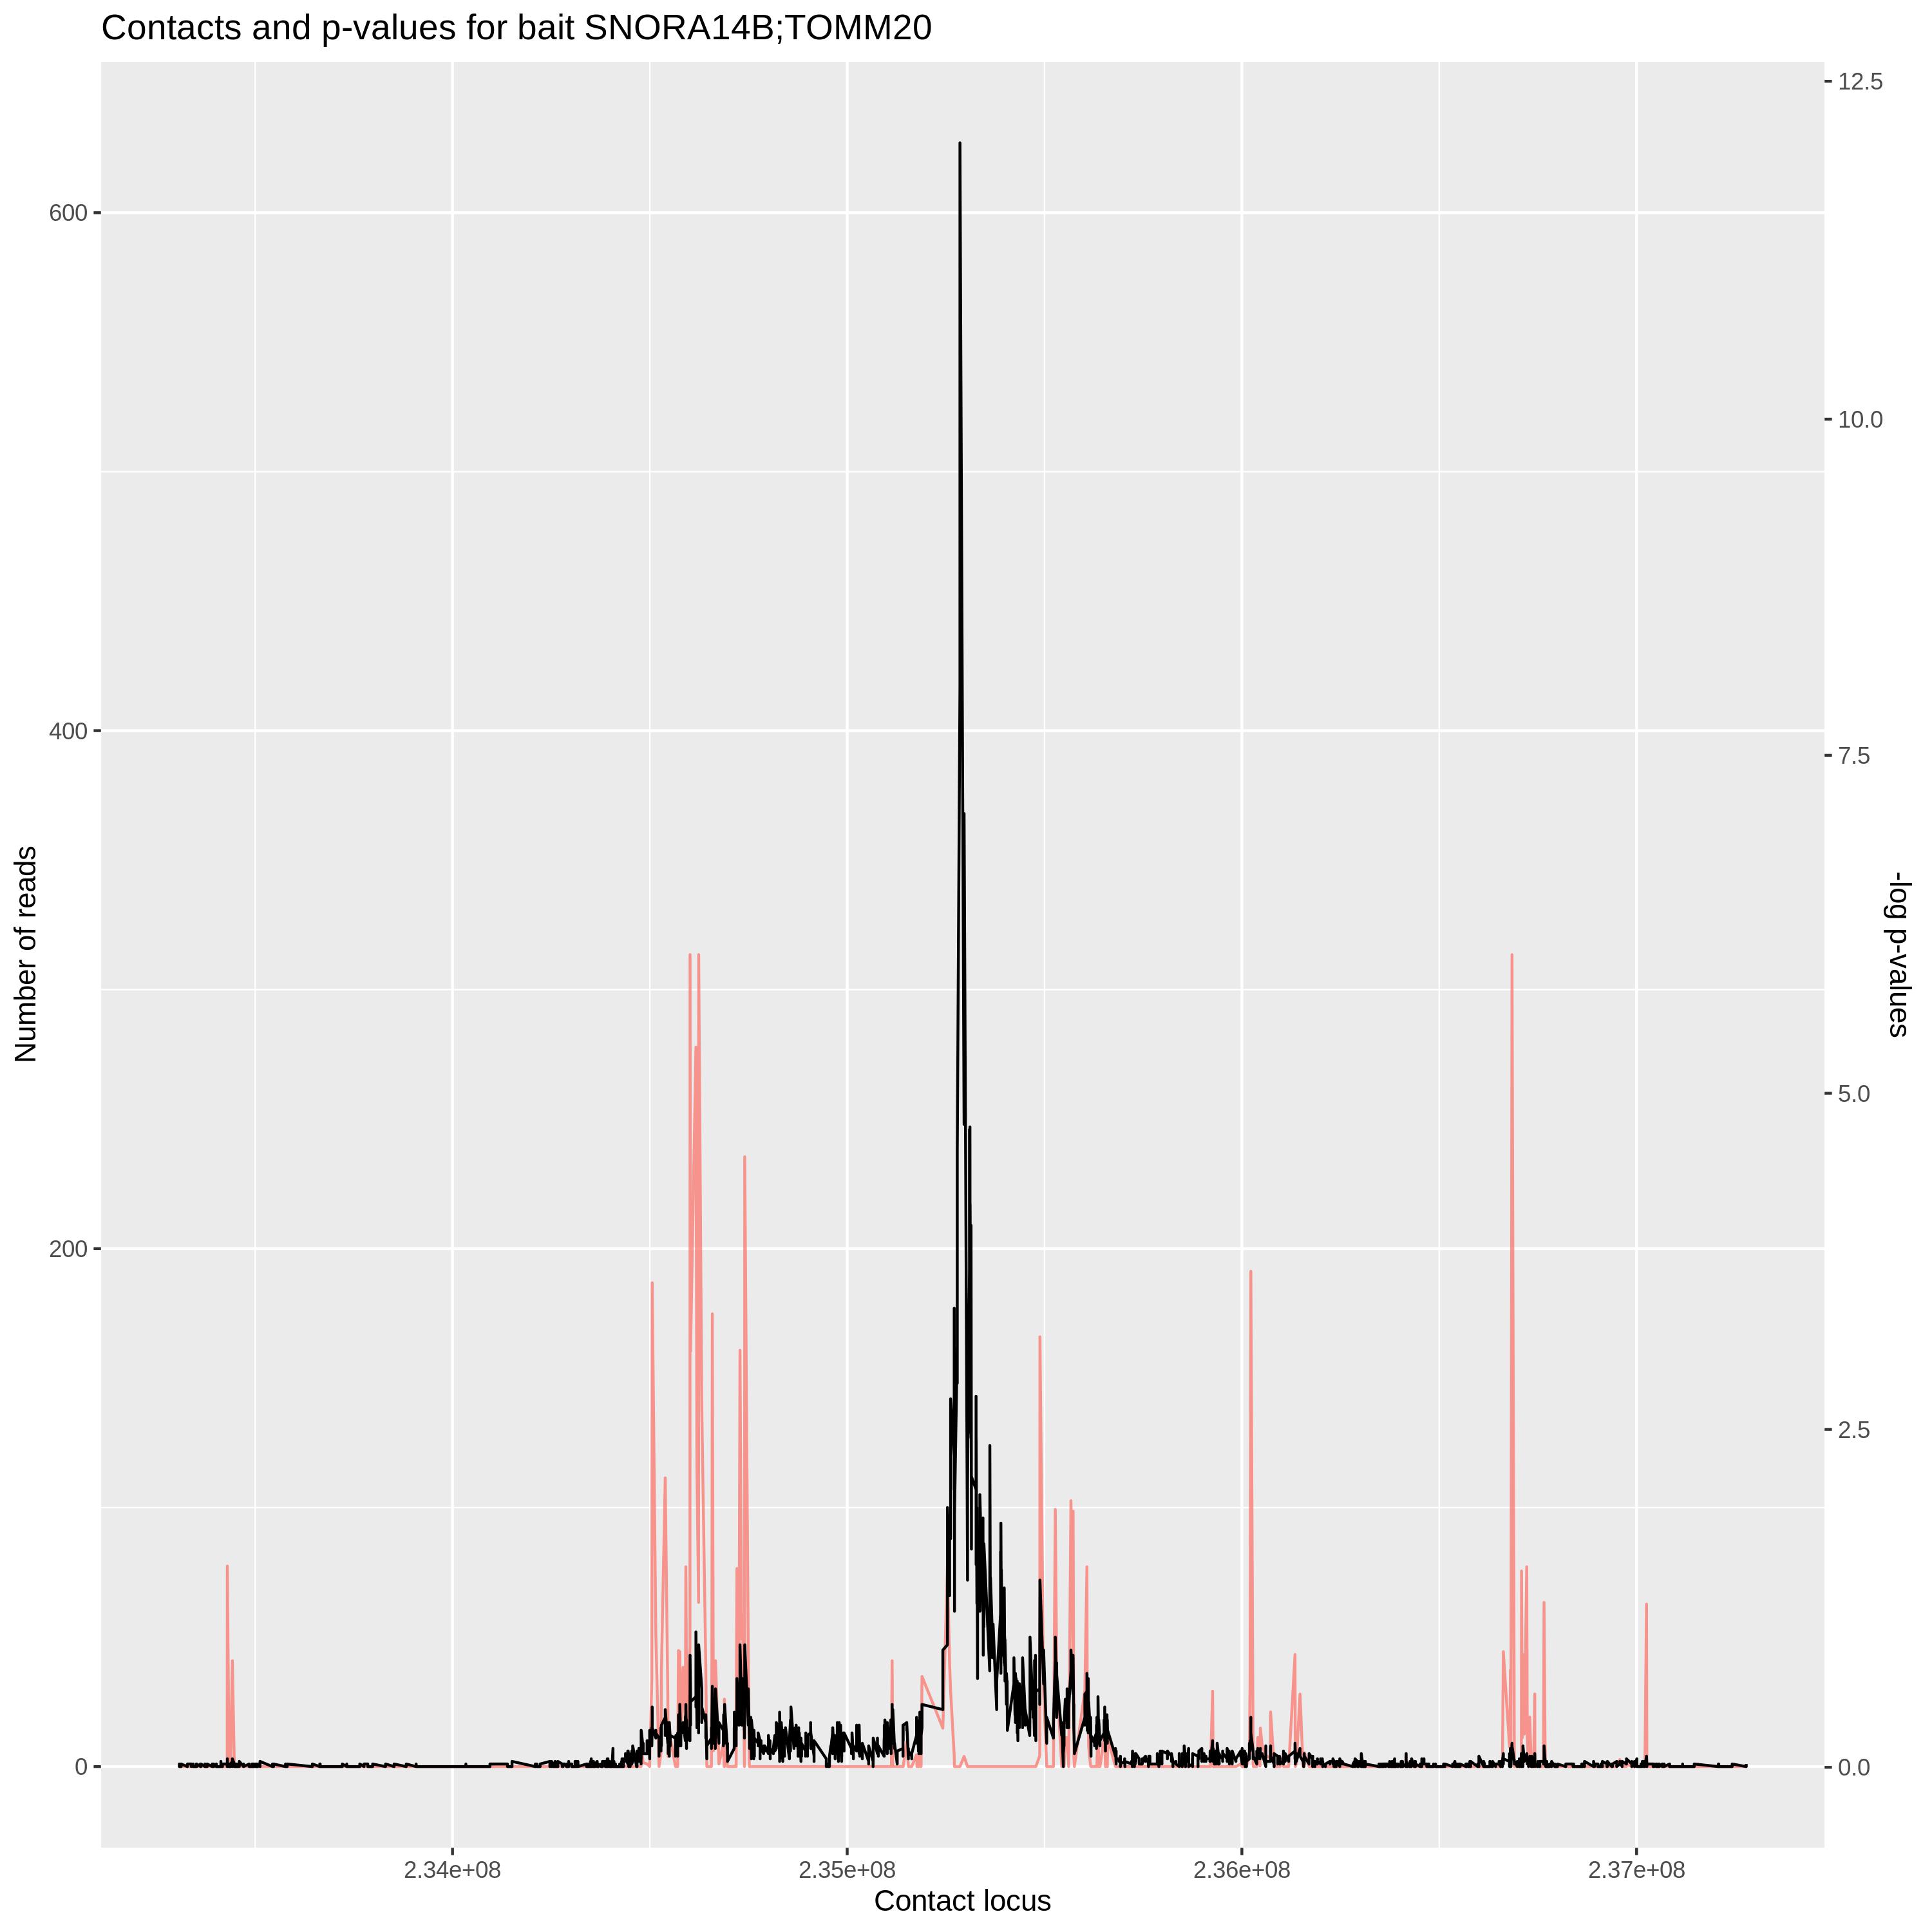 Contacts and p-values for bait SNORA14B;TOMM20
12.5
600
10.0
400
7.5
Number of reads
-log p-values
5.0
200
2.5
0
0.0
2.34e+08
2.35e+08
2.36e+08
2.37e+08
Contact locus